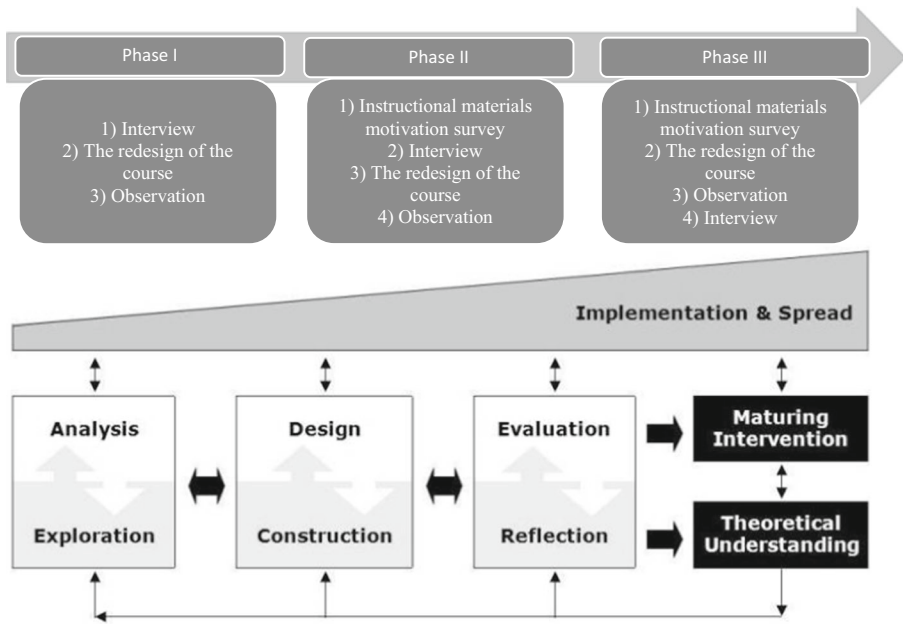 Phase I
Phase II
Phase III
1) Interview
2) The redesign of the
course
3) Observation
1) Instructional materials
motivation survey
2) Interview
3) The redesign of the
course
4) Observation
1) Instructional materials
motivation survey
2) The redesign of the
course
3) Observation
4) Interview
Implementation & Spread
Analysis
Exploration
Design
Construction
Evaluation
Reflection
Maturing
Intervention
Theoretical
Understanding